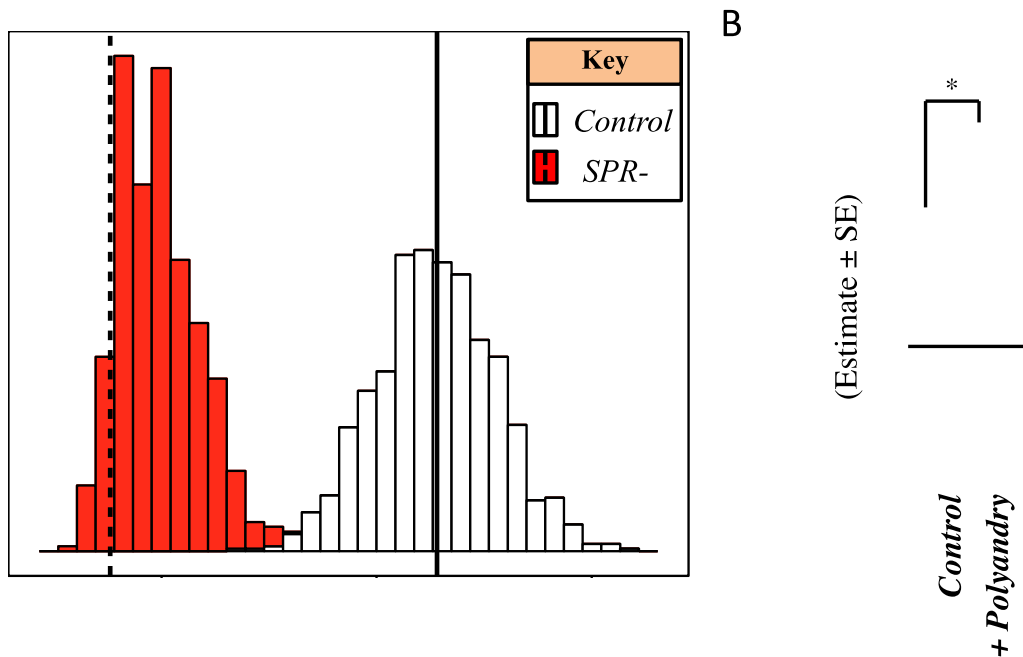 Key
Control
SPR-
B
*
(Estimate ± SE)
Control
+ Polyandry